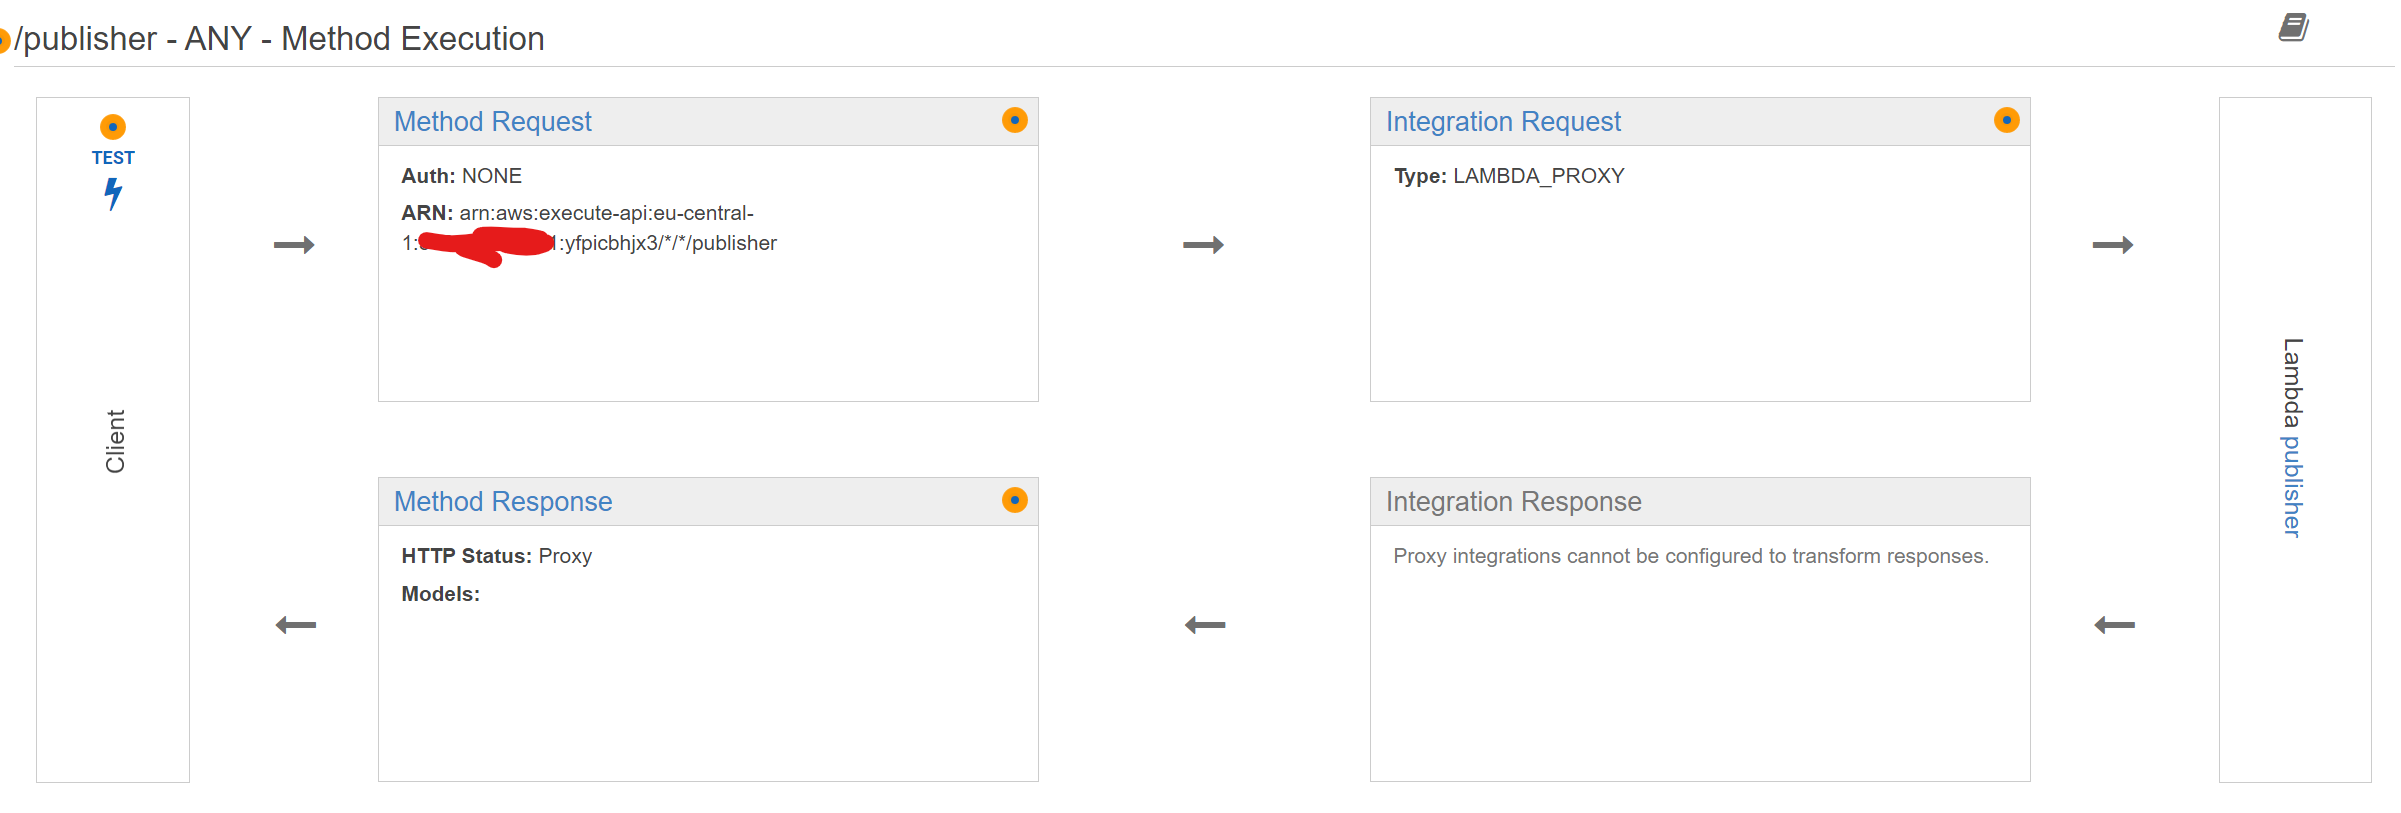 /publisher - ANY - Method Execution
TEST
Client
Method Request
Auth: NONE
ARN: arn:aws:execute-api:eu-central-
1: 1:yfpicbhjx3/*/*/publisher
Integration Request
Type: LAMBDA_PROXY
Method Response
HTTP Status: Proxy
Models:
Integration Response
Proxy integrations cannot be configured to transform responses.
Lambda publisher